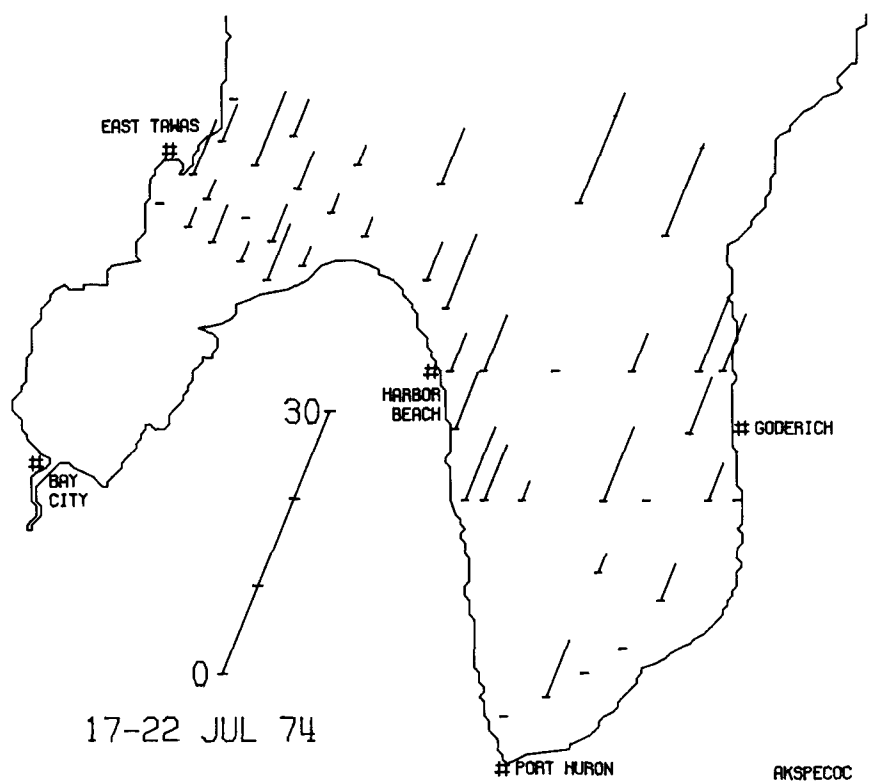 EAST TAWAS
#
HARBOR
BEACH
#
30
# GODERICH
#
BAY
CITY
0
17-22 JUL 74
# PORT HURON
AKSPECOC